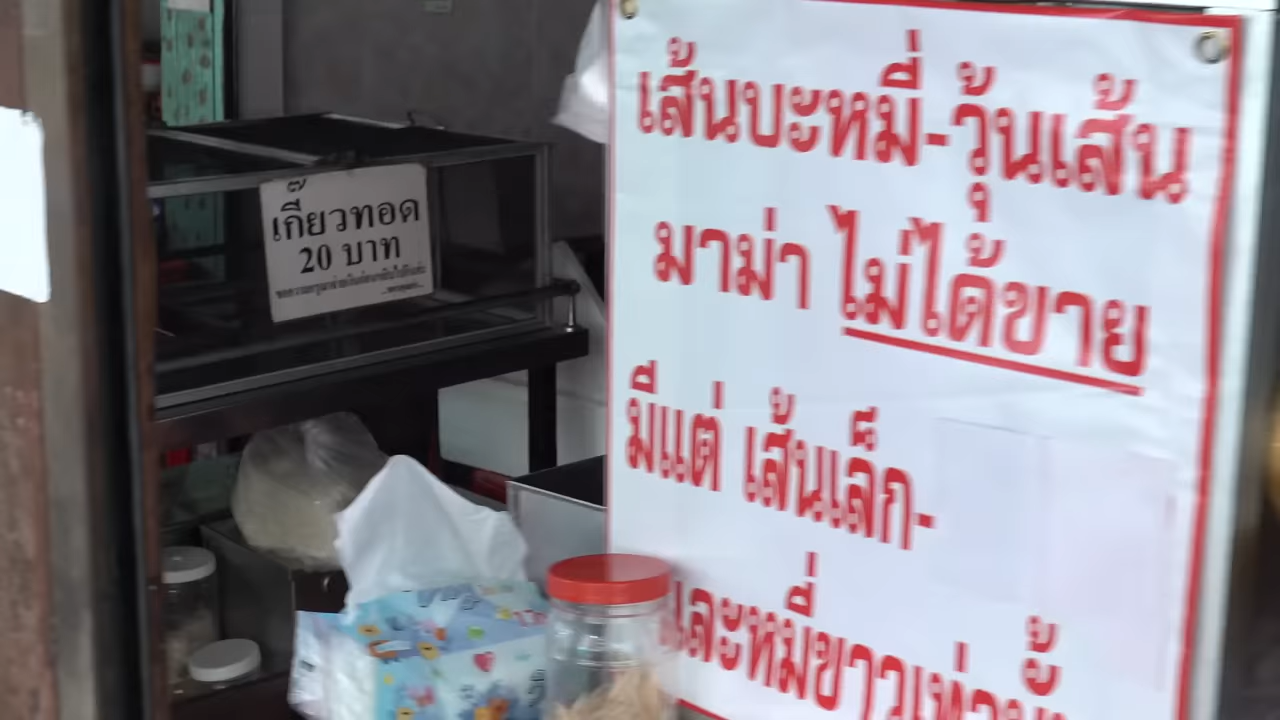 เกี๊ยวทอด
20 บาท
เส้นบะหมี่-วุ้นเส้น
มาม่า ไม่ได้ขาย
มีแต่ เส้นเล็ก-
และหมี่ขาวเท่านั้น